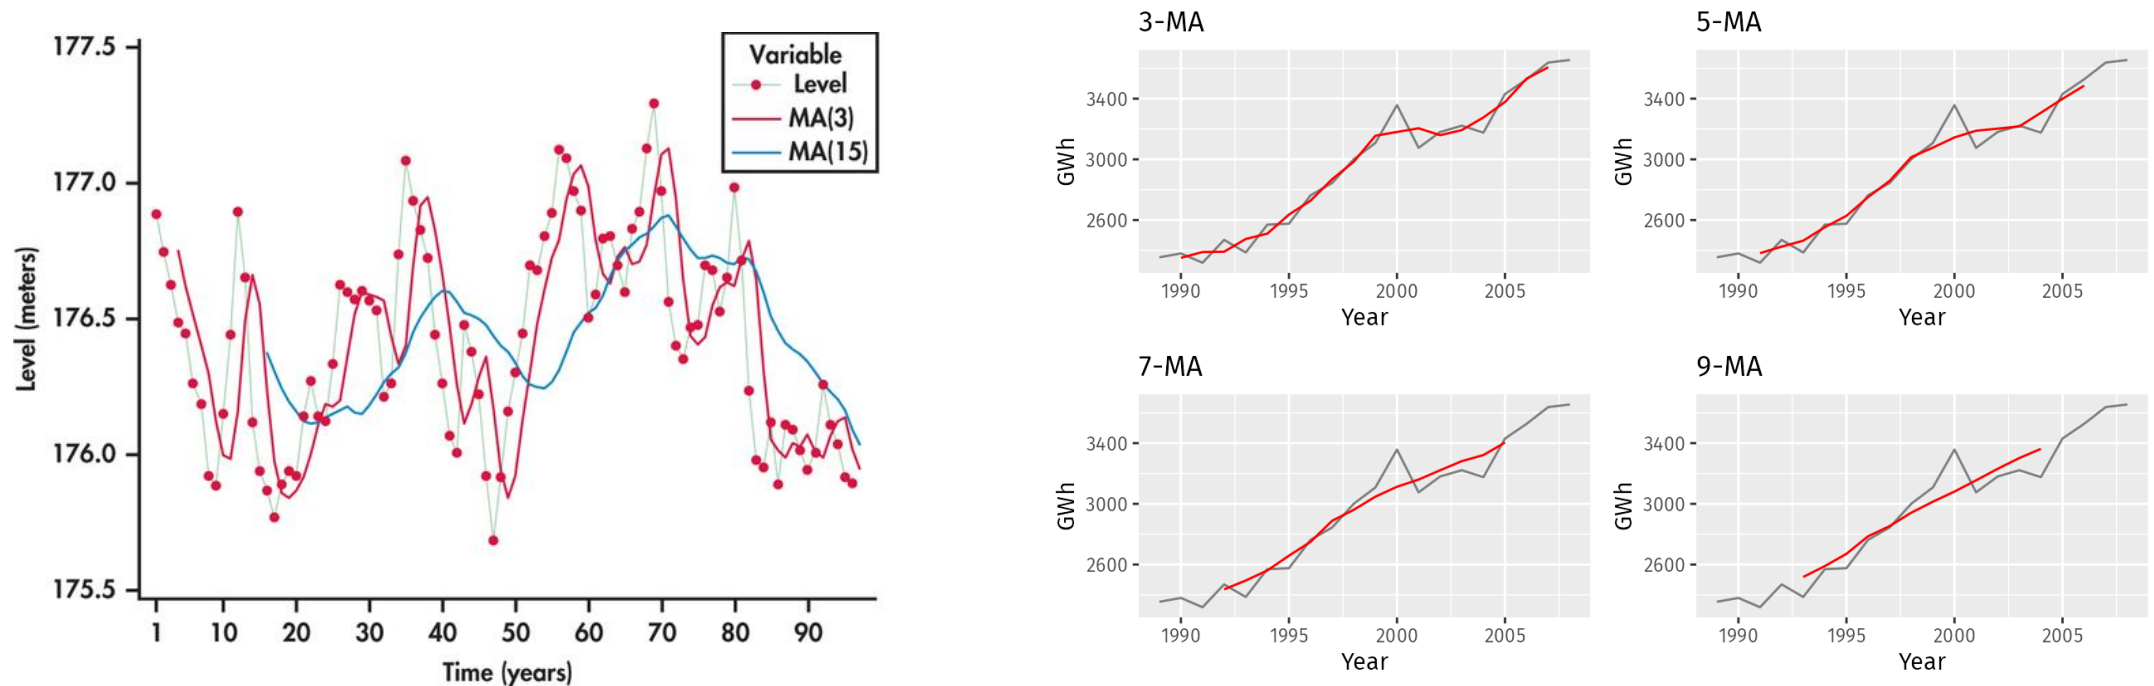 177.5
177.0
176.5
176.0
175.5
Level (meters)
1 10 20 30 40 50 60 70 80 90
Time (years)
Variable
Level
MA(3)
MA(15)
3-MA
3400
3000
2600
GWh
1990 1995 2000 2005
Year
5-MA
3400
3000
2600
GWh
1990 1995 2000 2005
Year
7-MA
3400
3000
2600
GWh
1990 1995 2000 2005
Year
9-MA
3400
3000
2600
GWh
1990 1995 2000 2005
Year